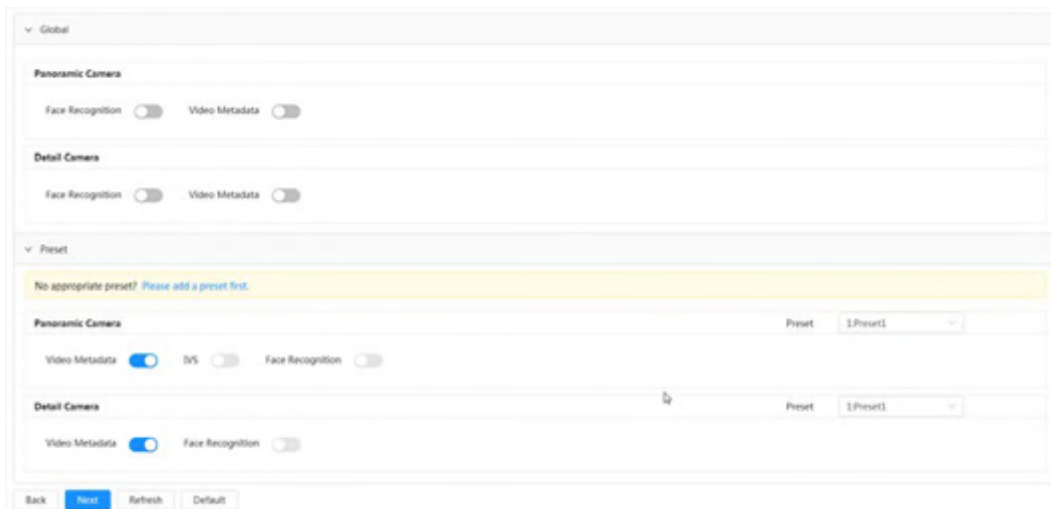 Global
Panoramic Camera
Face Recognition Video Metadata
Detail Camera
Face Recognition Video Metadata
Preset
No appropriate preset? Please add a preset first.
Panoramic Camera Preset 1:Preset1
Video Metadata IVS Face Recognition
Detail Camera Preset 1:Preset1
Video Metadata Face Recognition
Back Next Refresh Default